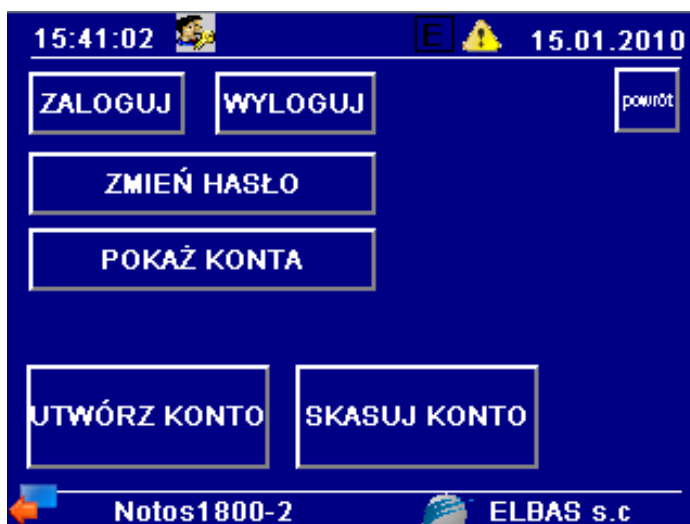 15:41:02 E 15.01.2010
ZALOGUJ WYLOGUJ powrót
ZMIEŃ HASŁO
POKAŻ KONTA
UTWÓRZ KONTO SKASUJ KONTO
Notos1800-2 ELBAS s.c